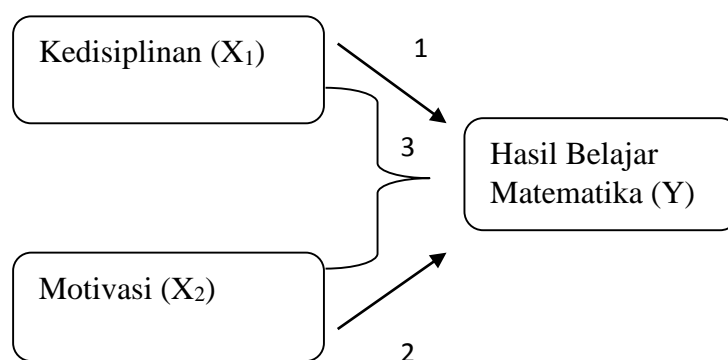 Kedisiplinan (X₁)
1
3
Hasil Belajar
Matematika (Y)
Motivasi (X₂)
2